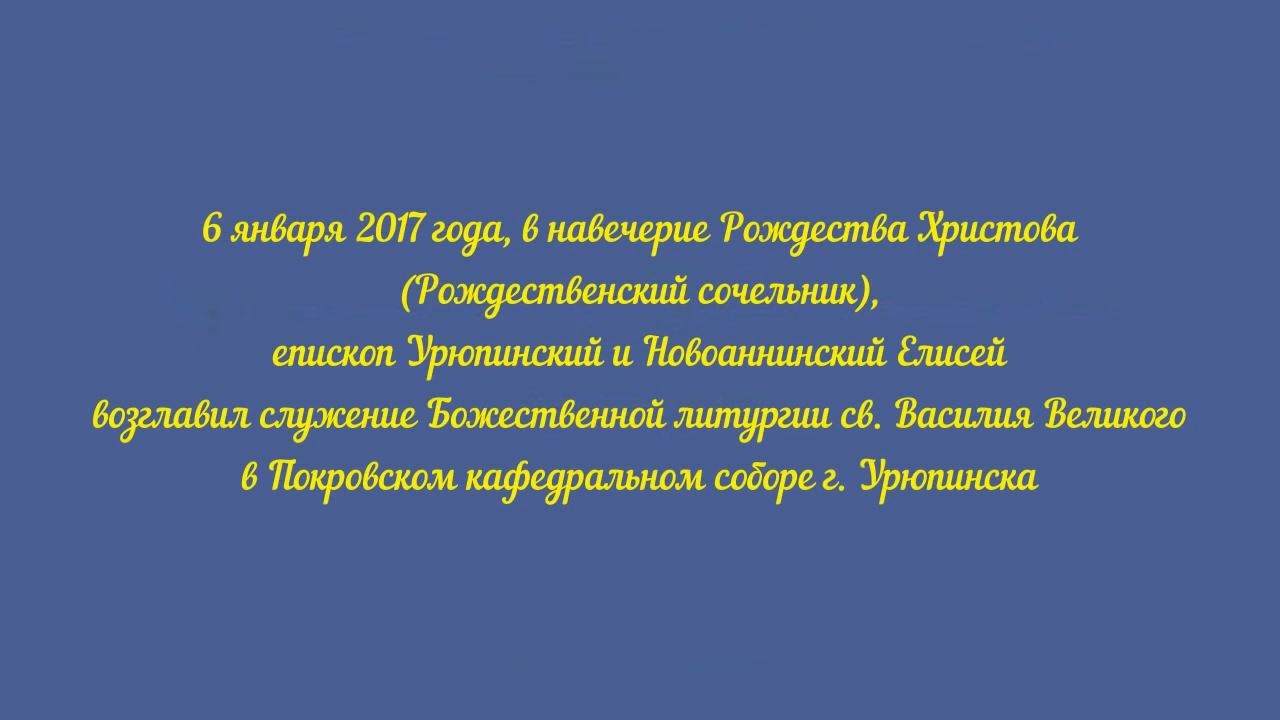 6 января 2017 года, в навечерие Рождества Христова
(Рождественский сочельник),
епископ Урюпинский и Новоаннинский Елисей
возглавил служение Божественной литургии св. Василия Великого
в Покровском кафедральном соборе г. Урюпинска